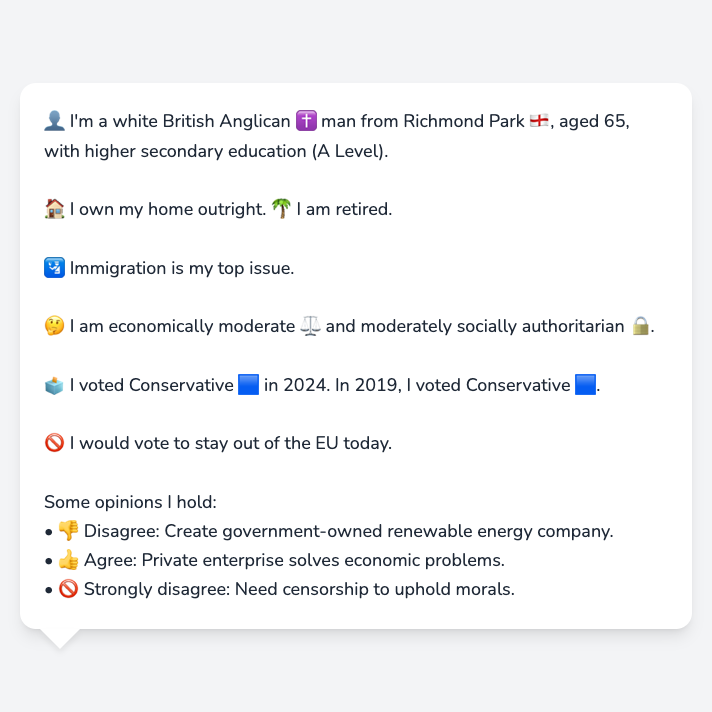 👤 I'm a white British Anglican ✝️ man from Richmond Park 🏴󠁧󠁢󠁥󠁮󠁧󠁿, aged 65,
with higher secondary education (A Level).
🏠 I own my home outright. 🌴 I am retired.
🛂 Immigration is my top issue.
🤔 I am economically moderate ⚖️ and moderately socially authoritarian 🔒.
🗳️ I voted Conservative 🟦 in 2024. In 2019, I voted Conservative 🟦.
🚫 I would vote to stay out of the EU today.
Some opinions I hold:
• 👎 Disagree: Create government-owned renewable energy company.
• 👍 Agree: Private enterprise solves economic problems.
• 🚫 Strongly disagree: Need censorship to uphold morals.